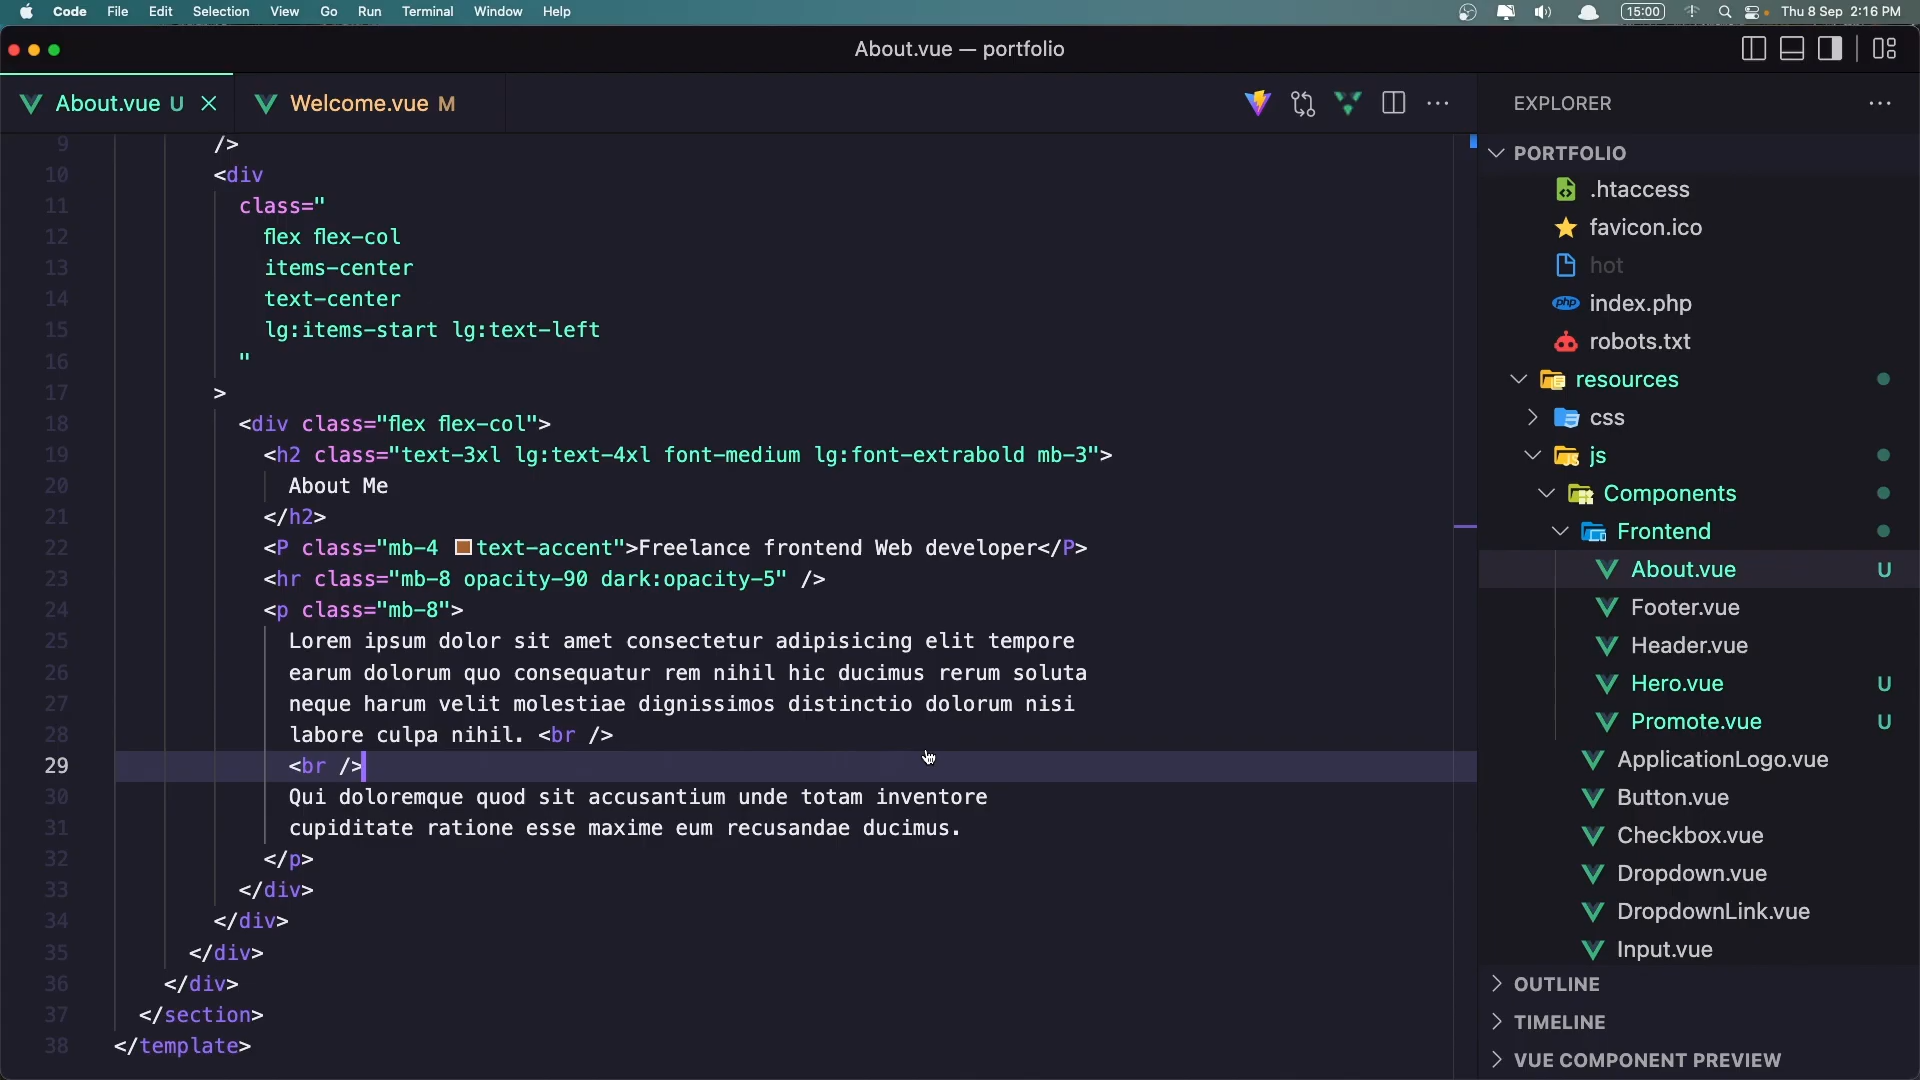 Code File Edit Selection View Go Run Terminal Window Help 15:00 Thu 8 Sep 2:16 PM
About.vue — portfolio
About.vue U Welcome.vue M
9 />
10 <div
11 class="
12 flex flex-col
13 items-center
14 text-center
15 lg:items-start lg:text-left
16 "
17 >
18 <div class="flex flex-col">
19 <h2 class="text-3xl lg:text-4xl font-medium lg:font-extrabold mb-3">
20 About Me
21 </h2>
22 <P class="mb-4 text-accent">Freelance frontend Web developer</P>
23 <hr class="mb-8 opacity-90 dark:opacity-5" />
24 <p class="mb-8">
25 Lorem ipsum dolor sit amet consectetur adipisicing elit tempore
26 earum dolorum quo consequatur rem nihil hic ducimus rerum soluta
27 neque harum velit molestiae dignissimos distinctio dolorum nisi
28 labore culpa nihil. <br />
29 <br />
30 Qui doloremque quod sit accusantium unde totam inventore
31 cupiditate ratione esse maxime eum recusandae ducimus.
32 </p>
33 </div>
34 </div>
35 </div>
36 </div>
37 </section>
38 </template>
EXPLORER
PORTFOLIO
.htaccess
favicon.ico
hot
php index.php
robots.txt
resources
css
js
Components
Frontend
About.vue U
Footer.vue
Header.vue
Hero.vue U
Promote.vue U
ApplicationLogo.vue
Button.vue
Checkbox.vue
Dropdown.vue
DropdownLink.vue
Input.vue
OUTLINE
TIMELINE
VUE COMPONENT PREVIEW